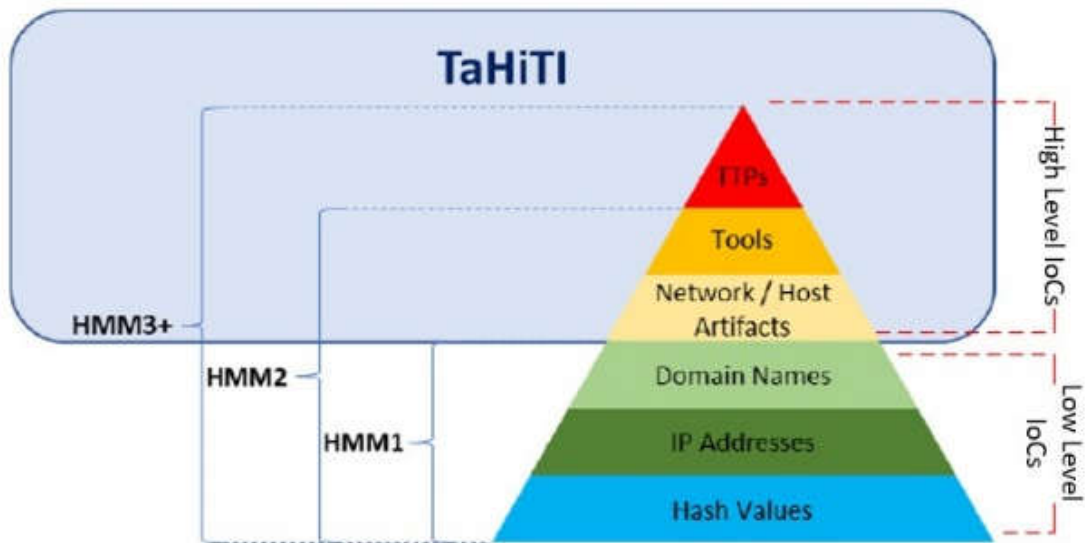 TaHiTI
TTPs
Tools
Network / Host
Artifacts
HMM3+
Domain Names
HMM2
IP Addresses
HMM1
Hash Values
High Level IoCs
Low Level
IoCs